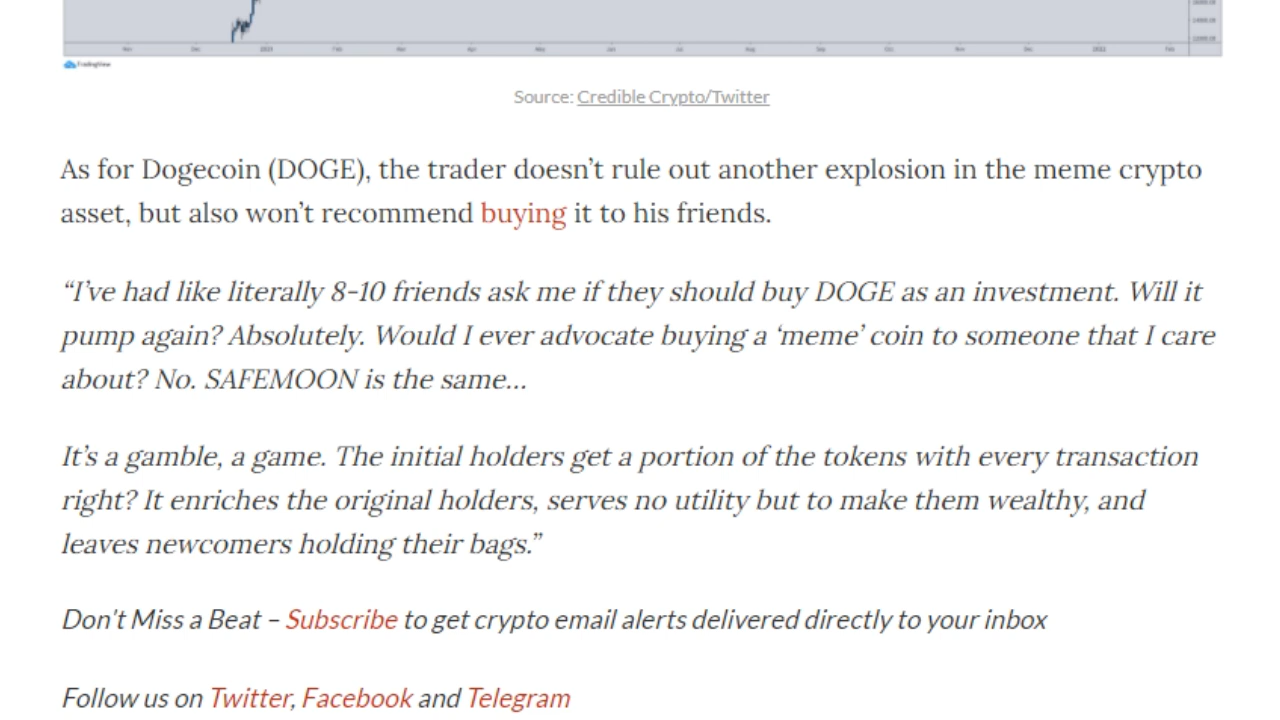 2021
2022
TradingView
Source: Credible Crypto/Twitter
As for Dogecoin (DOGE), the trader doesn’t rule out another explosion in the meme crypto
asset, but also won’t recommend buying it to his friends.
“I’ve had like literally 8-10 friends ask me if they should buy DOGE as an investment. Will it
pump again? Absolutely. Would I ever advocate buying a ‘meme’ coin to someone that I care
about? No. SAFEMOON is the same…
It’s a gamble, a game. The initial holders get a portion of the tokens with every transaction
right? It enriches the original holders, serves no utility but to make them wealthy, and
leaves newcomers holding their bags.”
Don't Miss a Beat – Subscribe to get crypto email alerts delivered directly to your inbox
Follow us on Twitter, Facebook and Telegram